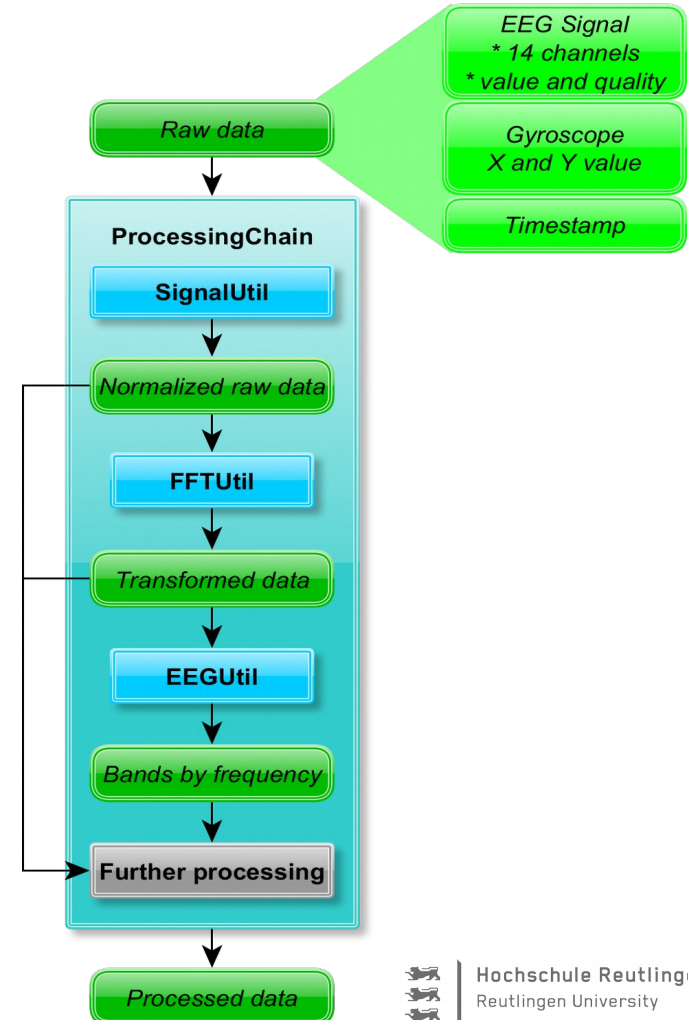 EEG Signal
* 14 channels
* value and quality
Raw data
Gyroscope
X and Y value
Timestamp
ProcessingChain
SignalUtil
Normalized raw data
FFTUtil
Transformed data
EEGUtil
Bands by frequency
Further processing
Processed data
Hochschule Reutling
Reutlingen University